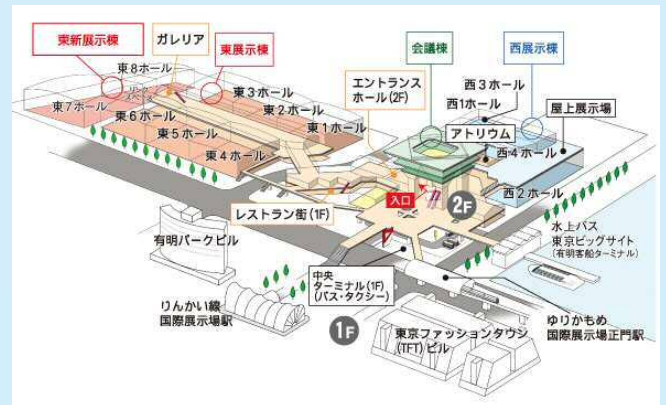 東新展示棟
ガレリア
東展示棟
会議棟
西展示棟
東8ホール
東7ホール
東6ホール
東5ホール
東4ホール
東3ホール
東2ホール
東1ホール
エントランス
ホール(2F)
西3ホール
西1ホール
屋上展示場
アトリウム
西4ホール
西2ホール
入口
2F
レストラン街(1F)
有明パークビル
水上バス
東京ビッグサイト
(有明客船ターミナル)
中央
ターミナル(1F)
(バス・タクシー)
りんかい線
国際展示場駅
1F
東京ファッションタウン
(TFT)ビル
ゆりかもめ
国際展示場正門駅